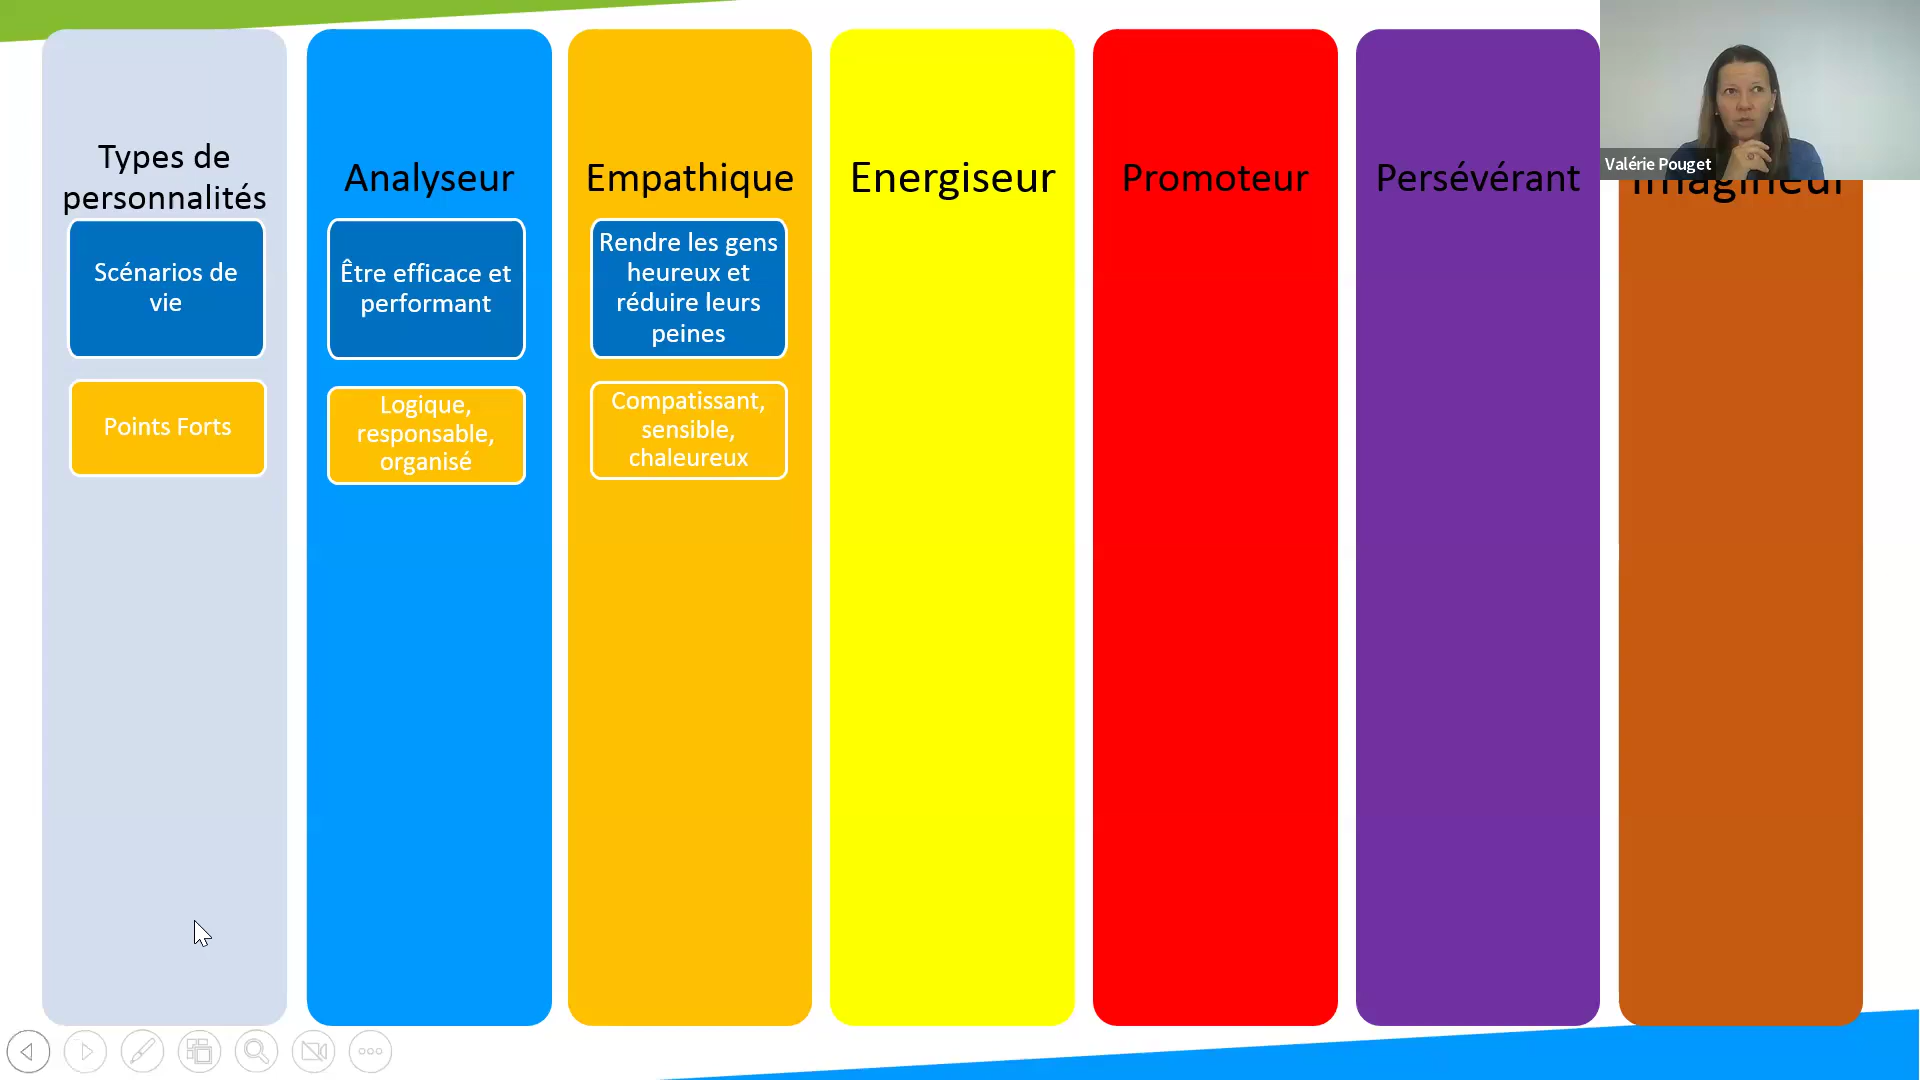 Types de
personnalités
Scénarios de
vie
Points Forts
Analyseur
Être efficace et
performant
Logique,
responsable,
organisé
Empathique
Rendre les gens
heureux et
réduire leurs
peines
Compatissant,
sensible,
chaleureux
Energiseur
Promoteur
Persévérant
Imagineur
Valérie Pouget